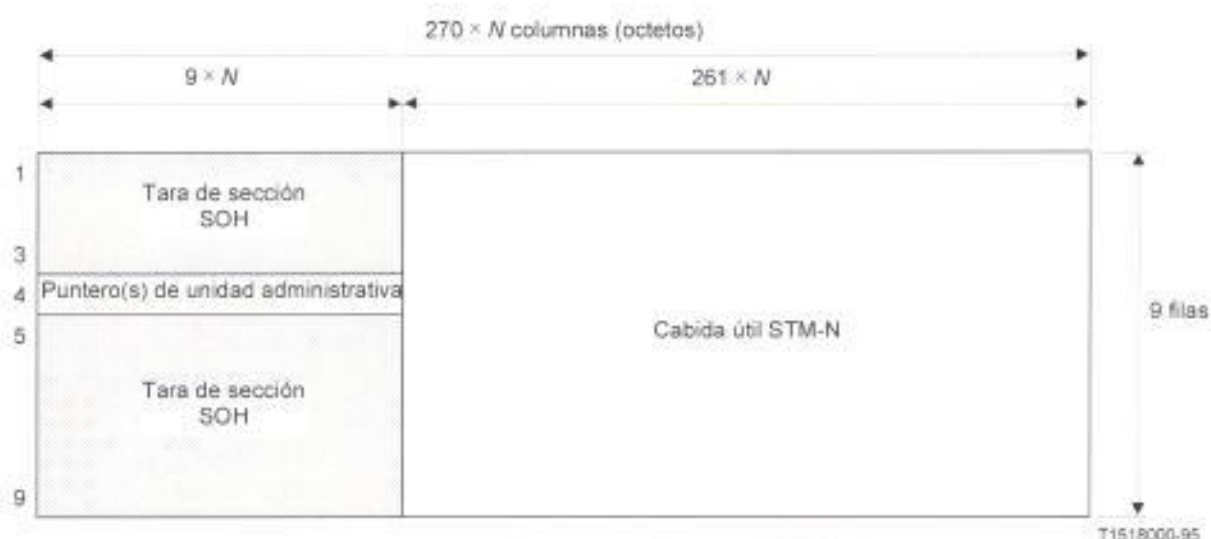 270 × N columnas (octetos)
9 × N
261 × N
1
Tara de sección
SOH
3
4
Puntero(s) de unidad administrativa
5
Cabida útil STM-N
9 filas
Tara de sección
SOH
9
T1518000-95